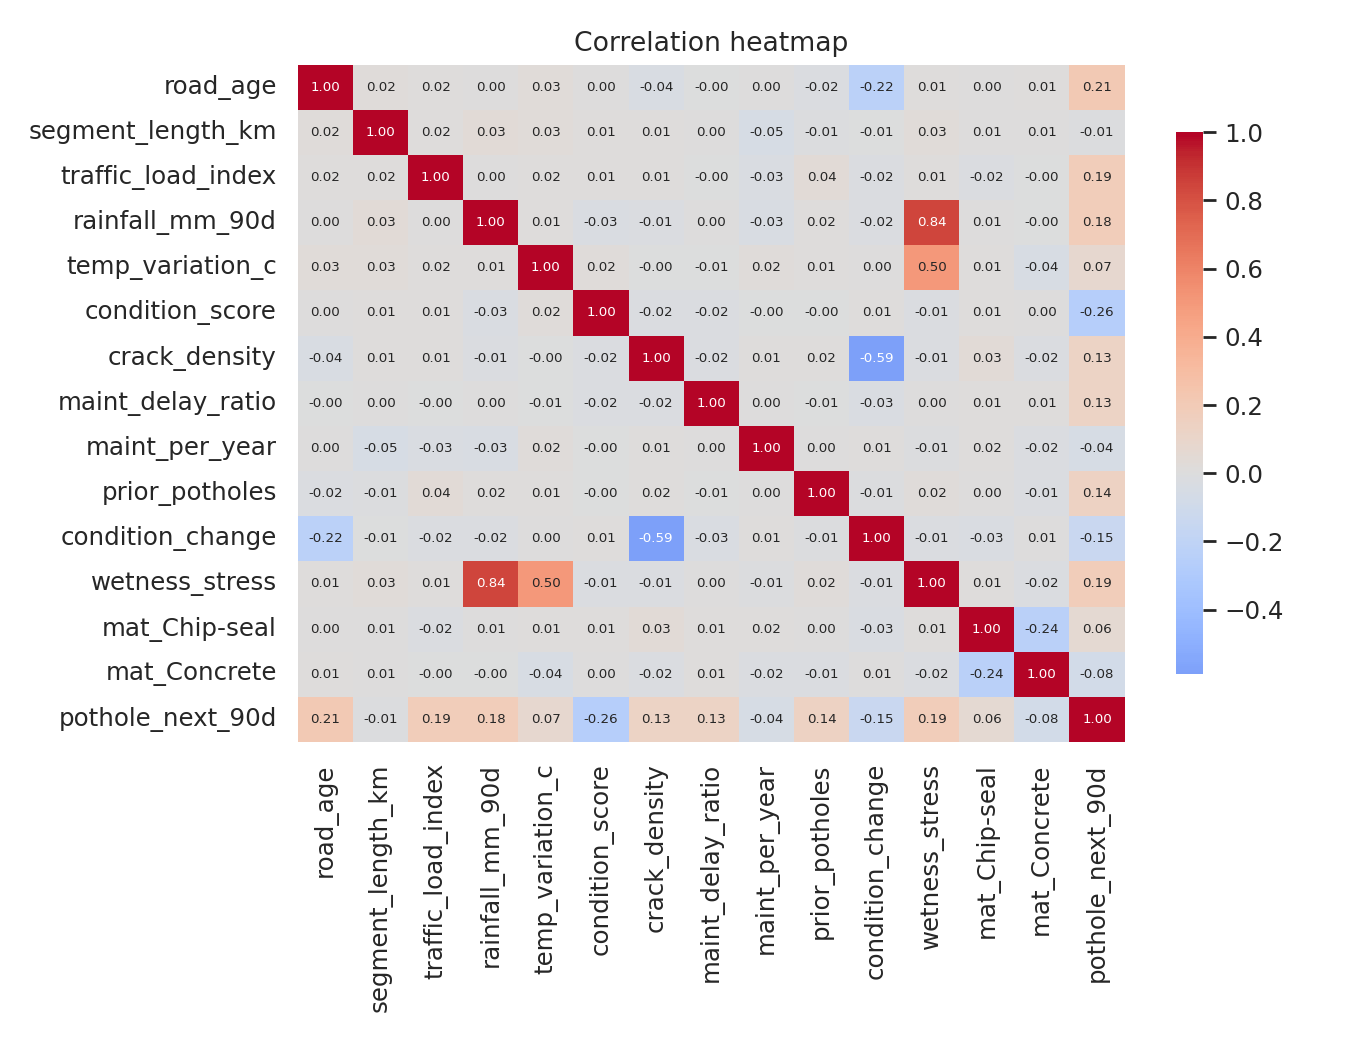 Correlation heatmap
road_age 1.00 0.02 0.02 0.00 0.03 0.00 -0.04 -0.00 0.00 -0.02 -0.22 0.01 0.00 0.01 0.21
segment_length_km 0.02 1.00 0.02 0.03 0.03 0.01 0.01 0.00 -0.05 -0.01 -0.01 0.03 0.01 0.01 -0.01
traffic_load_index 0.02 0.02 1.00 0.00 0.02 0.01 0.01 -0.00 -0.03 0.04 -0.02 0.01 -0.02 -0.00 0.19
rainfall_mm_90d 0.00 0.03 0.00 1.00 0.01 -0.03 -0.01 0.00 -0.03 0.02 -0.02 0.84 0.01 -0.00 0.18
temp_variation_c 0.03 0.03 0.02 0.01 1.00 0.02 -0.00 -0.01 0.02 0.01 0.00 0.50 0.01 -0.04 0.07
condition_score 0.00 0.01 0.01 -0.03 0.02 1.00 -0.02 -0.02 -0.00 -0.00 0.01 -0.01 0.01 0.00 -0.26
crack_density -0.04 0.01 0.01 -0.01 -0.00 -0.02 1.00 -0.02 0.01 0.02 -0.59 -0.01 0.03 -0.02 0.13
maint_delay_ratio -0.00 0.00 -0.00 0.00 -0.01 -0.02 -0.02 1.00 0.00 -0.01 -0.03 0.00 0.01 0.01 0.13
maint_per_year 0.00 -0.05 -0.03 -0.03 0.02 -0.00 0.01 0.00 1.00 0.00 0.01 -0.01 0.02 -0.02 -0.04
prior_potholes -0.02 -0.01 0.04 0.02 0.01 -0.00 0.02 -0.01 0.00 1.00 -0.01 0.02 0.00 -0.01 0.14
condition_change -0.22 -0.01 -0.02 -0.02 0.00 0.01 -0.59 -0.03 0.01 -0.01 1.00 -0.01 -0.03 0.01 -0.15
wetness_stress 0.01 0.03 0.01 0.84 0.50 -0.01 -0.01 0.00 -0.01 0.02 -0.01 1.00 0.01 -0.02 0.19
mat_Chip-seal 0.00 0.01 -0.02 0.01 0.01 0.01 0.03 0.01 0.02 0.00 -0.03 0.01 1.00 -0.24 0.06
mat_Concrete 0.01 0.01 -0.00 -0.00 -0.04 0.00 -0.02 0.01 -0.02 -0.01 0.01 -0.02 -0.24 1.00 -0.08
pothole_next_90d 0.21 -0.01 0.19 0.18 0.07 -0.26 0.13 0.13 -0.04 0.14 -0.15 0.19 0.06 -0.08 1.00
road_age
segment_length_km
traffic_load_index
rainfall_mm_90d
temp_variation_c
condition_score
crack_density
maint_delay_ratio
maint_per_year
prior_potholes
condition_change
wetness_stress
mat_Chip-seal
mat_Concrete
pothole_next_90d
1.0
0.8
0.6
0.4
0.2
0.0
−0.2
−0.4